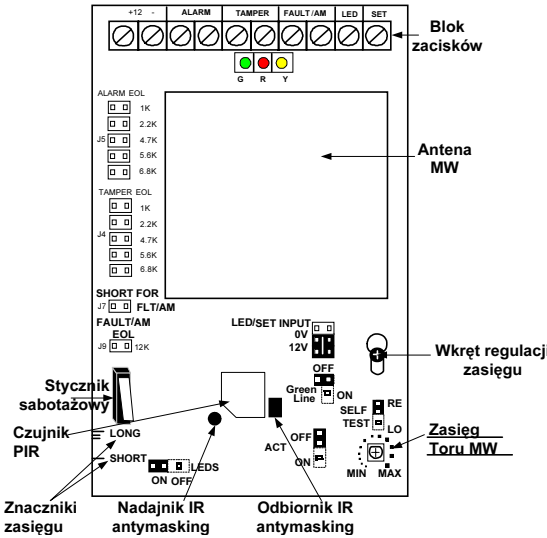 +12 - ALARM TAMPER FAULT/AM LED SET
Blok
zacisków
G R Y
ALARM EOL
1K
2.2K
J5 4.7K
5.6K
6.8K
Antena
MW
TAMPER EOL
1K
2.2K
J4 4.7K
5.6K
6.8K
SHORT FOR
J7 FLT/AM
FAULT/AM
EOL
J9 12K
LED/SET INPUT
0V
12V
OFF
Green
Line
ON
Wkręt regulacji
zasięgu
Stycznik
sabotażowy
SELF
TEST
RE
LO
Czujnik
PIR
LONG
ACT
OFF
ON
Zasięg
Toru MW
SHORT
LEDS
ON OFF
MIN MAX
Znaczniki
zasięgu
Nadajnik IR
antymasking
Odbiornik IR
antymasking